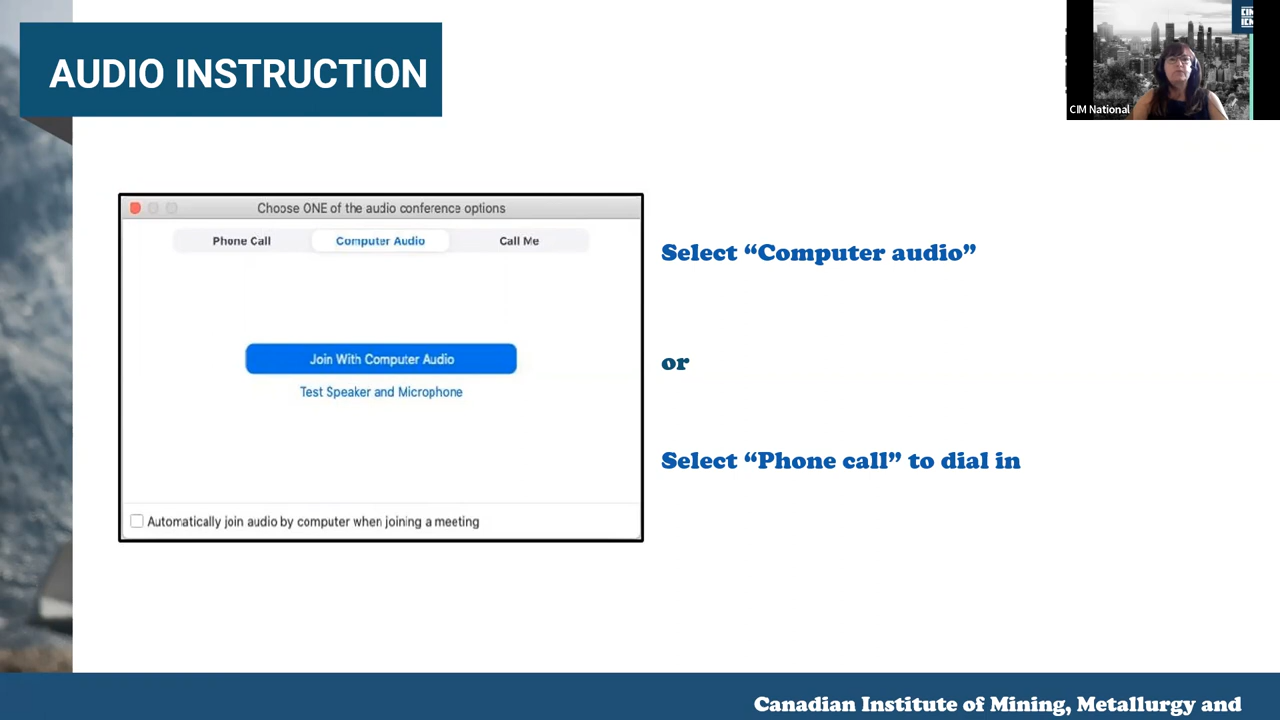 AUDIO INSTRUCTION
CIM
ICM
CIM National
Choose ONE of the audio conference options
Phone Call
Computer Audio
Call Me
Select “Computer audio”
Join With Computer Audio
or
Test Speaker and Microphone
Select “Phone call” to dial in
Automatically join audio by computer when joining a meeting
Canadian Institute of Mining, Metallurgy and